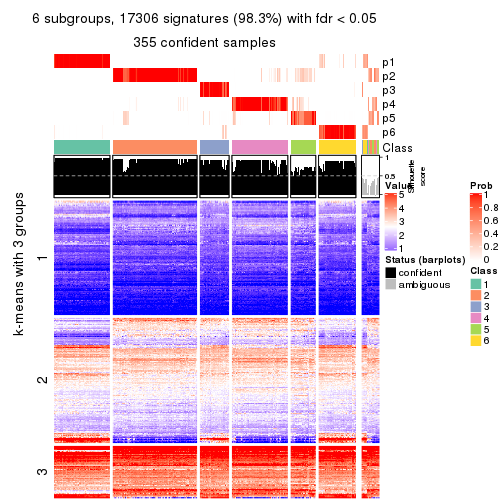 6 subgroups, 17306 signatures (98.3%) with fdr < 0.05
355 confident samples
p1
p2
p3
p4
p5
p6
Class
1
0.5
0
Silhouette
score
k-means with 3 groups
1
2
3
Value
5
4
3
2
1
Status (barplots)
confident
ambiguous
Prob
1
0.8
0.6
0.4
0.2
0
Class
1
2
3
4
5
6